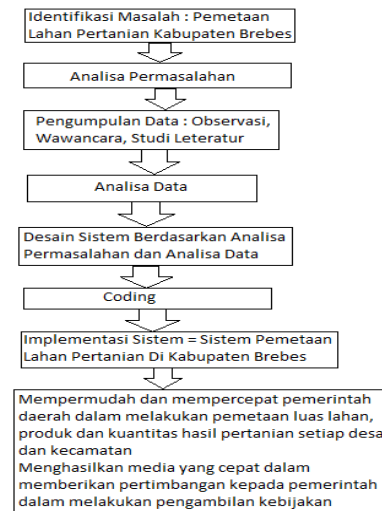 Identifikasi Masalah : Pemetaan
Lahan Pertanian Kabupaten Brebes
Analisa Permasalahan
Pengumpulan Data : Observasi,
Wawancara, Studi Leteratur
Analisa Data
Desain Sistem Berdasarkan Analisa
Permasalahan dan Analisa Data
Coding
Implementasi Sistem = Sistem Pemetaan
Lahan Pertanian Di Kabupaten Brebes
Mempermudah dan mempercepat pemerintah
daerah dalam melakukan pemetaan luas lahan,
produk dan kuantitas hasil pertanian setiap desa
dan kecamatan
Menghasilkan media yang cepat dalam
memberikan pertimbangan kepada pemerintah
dalam melakukan pengambilan kebijakan